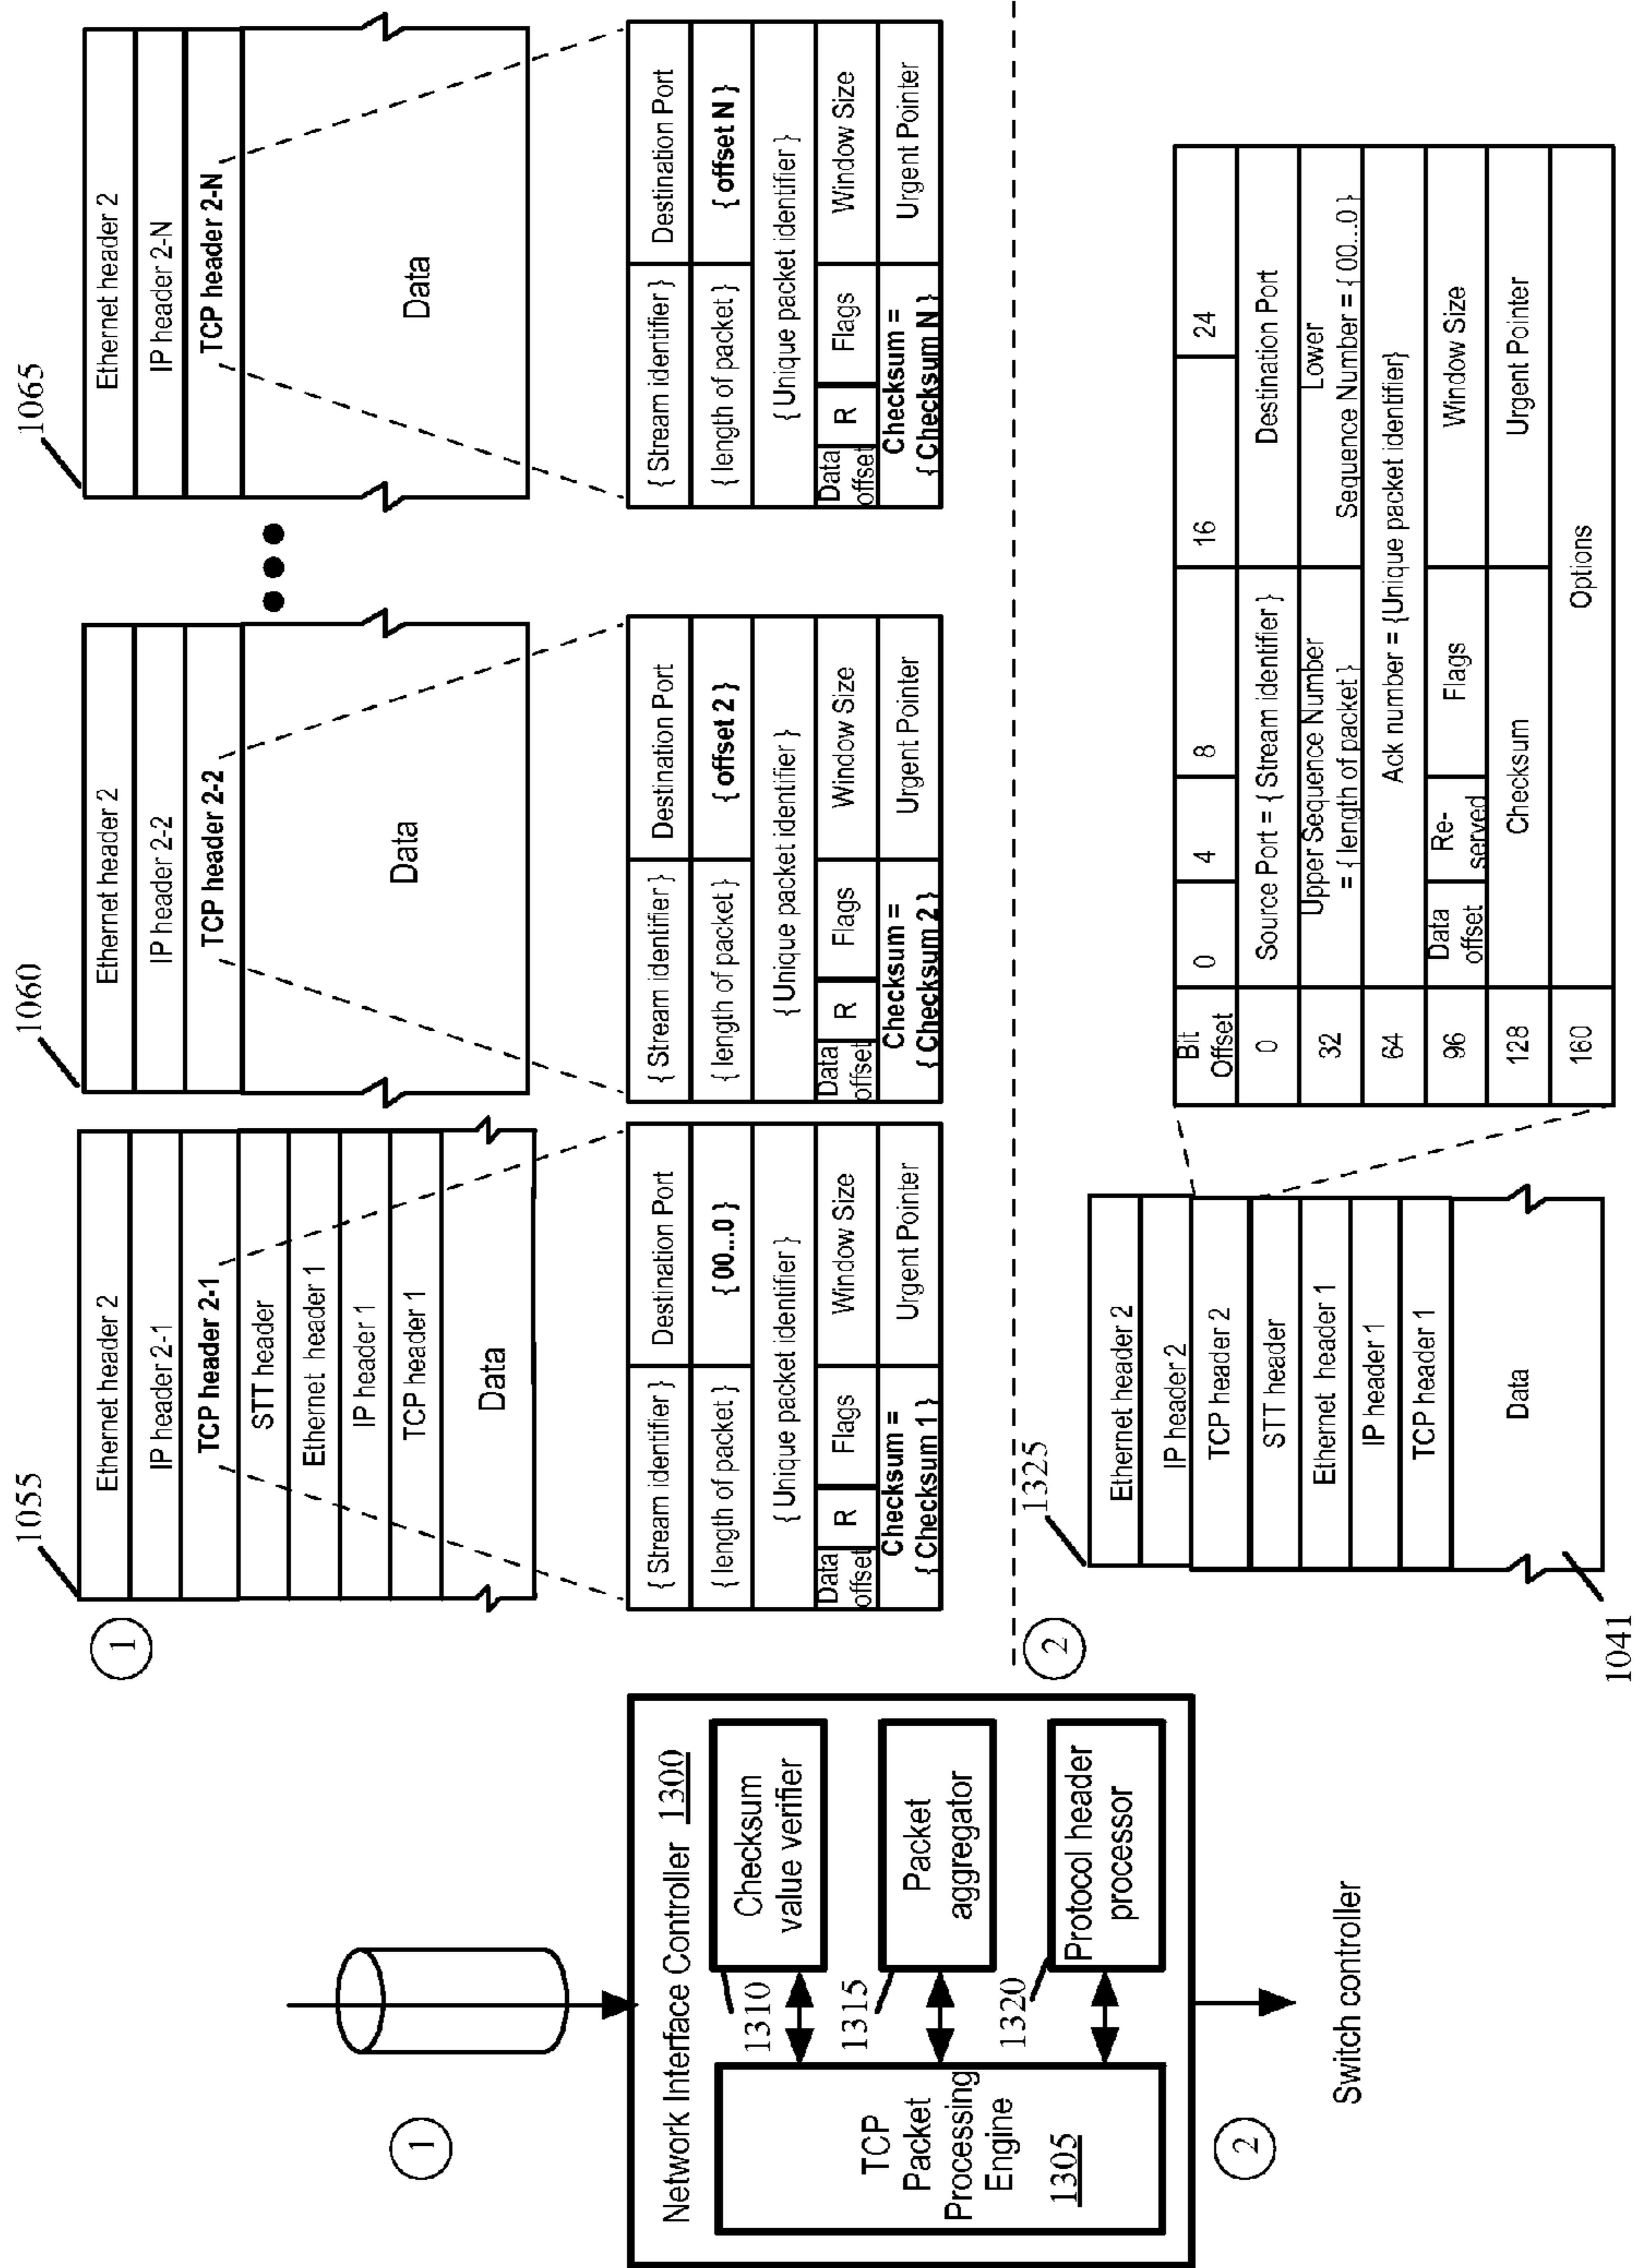 1
Network Interface Controller 1300
TCP
Packet
Processing
Engine
1305
1310
Checksum
value verifier
1315
Packet
aggregator
1320
Protocol header
processor
2
Switch controller
1
1055
Ethernet header 2
IP header 2-1
TCP header 2-1
STT header
Ethernet header 1
IP header 1
TCP header 1
Data
{ Stream identifier }
Destination Port
{ length of packet }
{ 00...0 }
{ Unique packet identifier }
Data
offset
R
Flags
Window Size
Checksum =
{ Checksum 1 }
Urgent Pointer
1060
Ethernet header 2
IP header 2-2
TCP header 2-2
Data
{ Stream identifier }
Destination Port
{ length of packet }
{ offset 2 }
{ Unique packet identifier }
Data
offset
R
Flags
Window Size
Checksum =
{ Checksum 2 }
Urgent Pointer
1065
Ethernet header 2
IP header 2-N
TCP header 2-N
Data
{ Stream identifier }
Destination Port
{ length of packet }
{ offset N }
{ Unique packet identifier }
Data
offset
R
Flags
Window Size
Checksum =
{ Checksum N }
Urgent Pointer
2
1325
Ethernet header 2
IP header 2
TCP header 2
STT header
Ethernet header 1
IP header 1
TCP header 1
Data
1041
Bit
Offset
0
4
8
16
24
0
Source Port = { Stream identifier }
Destination Port
32
Upper Sequence Number
= { length of packet }
Lower
Sequence Number = { 00...0 }
64
Ack number = {Unique packet identifier}
96
Data
offset
Re-
served
Flags
Window Size
128
Checksum
Urgent Pointer
160
Options